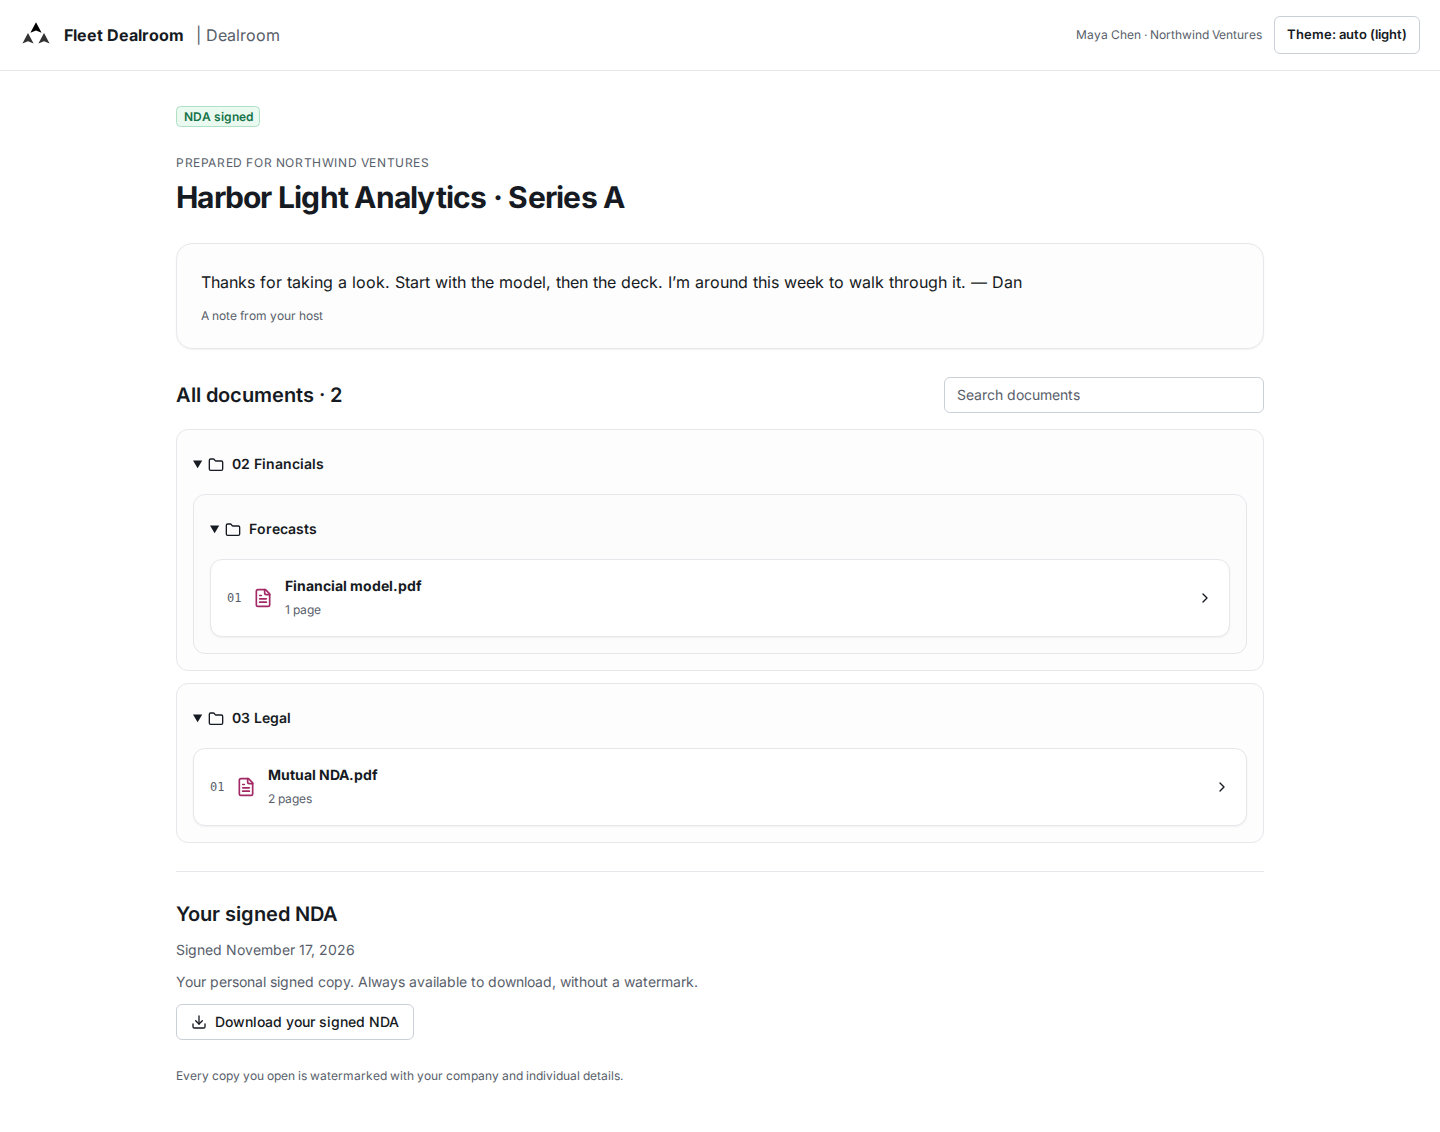 Fleet Dealroom | Dealroom
Maya Chen · Northwind Ventures
Theme: auto (light)
NDA signed
PREPARED FOR NORTHWIND VENTURES
Harbor Light Analytics · Series A
Thanks for taking a look. Start with the model, then the deck. I’m around this week to walk through it. — Dan
A note from your host
All documents · 2
Search documents
02 Financials
Forecasts
01
Financial model.pdf
1 page
03 Legal
01
Mutual NDA.pdf
2 pages
Your signed NDA
Signed November 17, 2026
Your personal signed copy. Always available to download, without a watermark.
Download your signed NDA
Every copy you open is watermarked with your company and individual details.